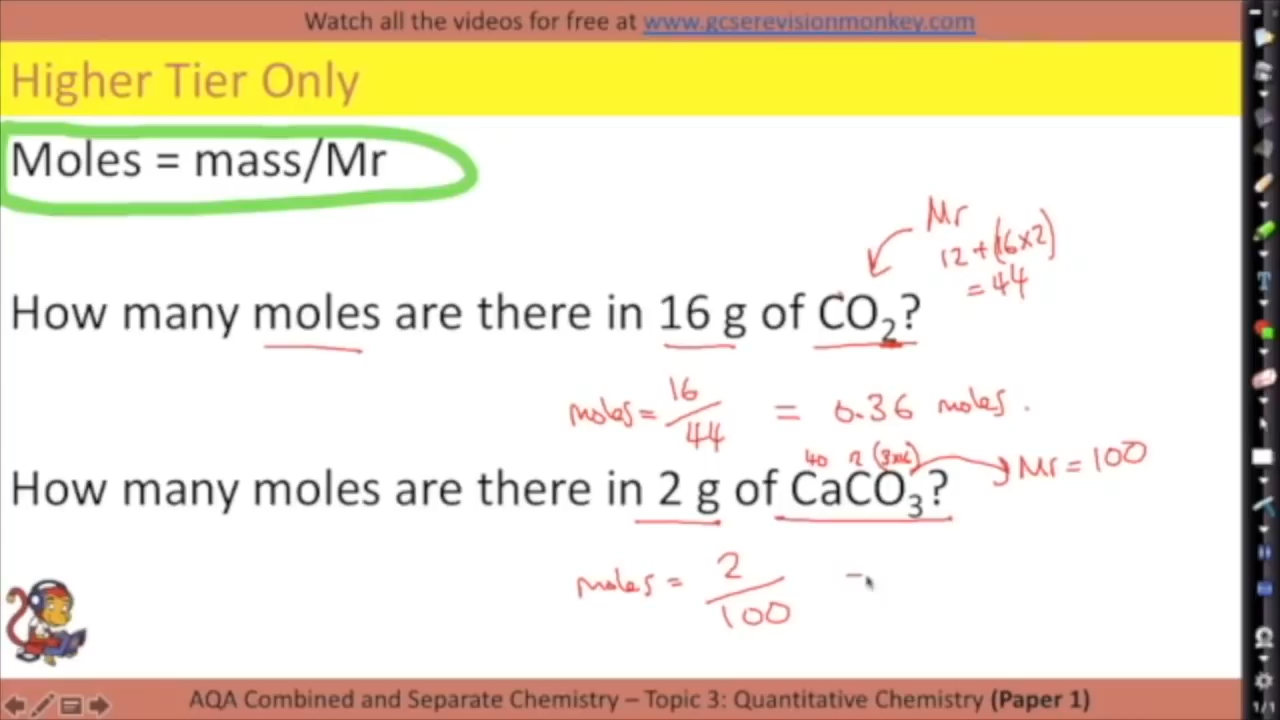 Watch all the videos for free at www.gcserevisionmonkey.com
Higher Tier Only
Moles = mass/Mr
Mr
12 + (16×2)
= 44
How many moles are there in 16 g of CO₂?
moles = 16/44 = 0.36 moles.
40 12 (3×16) Mr = 100
How many moles are there in 2 g of CaCO₃?
moles = 2/100 =
AQA Combined and Separate Chemistry – Topic 3: Quantitative Chemistry (Paper 1)
1/1